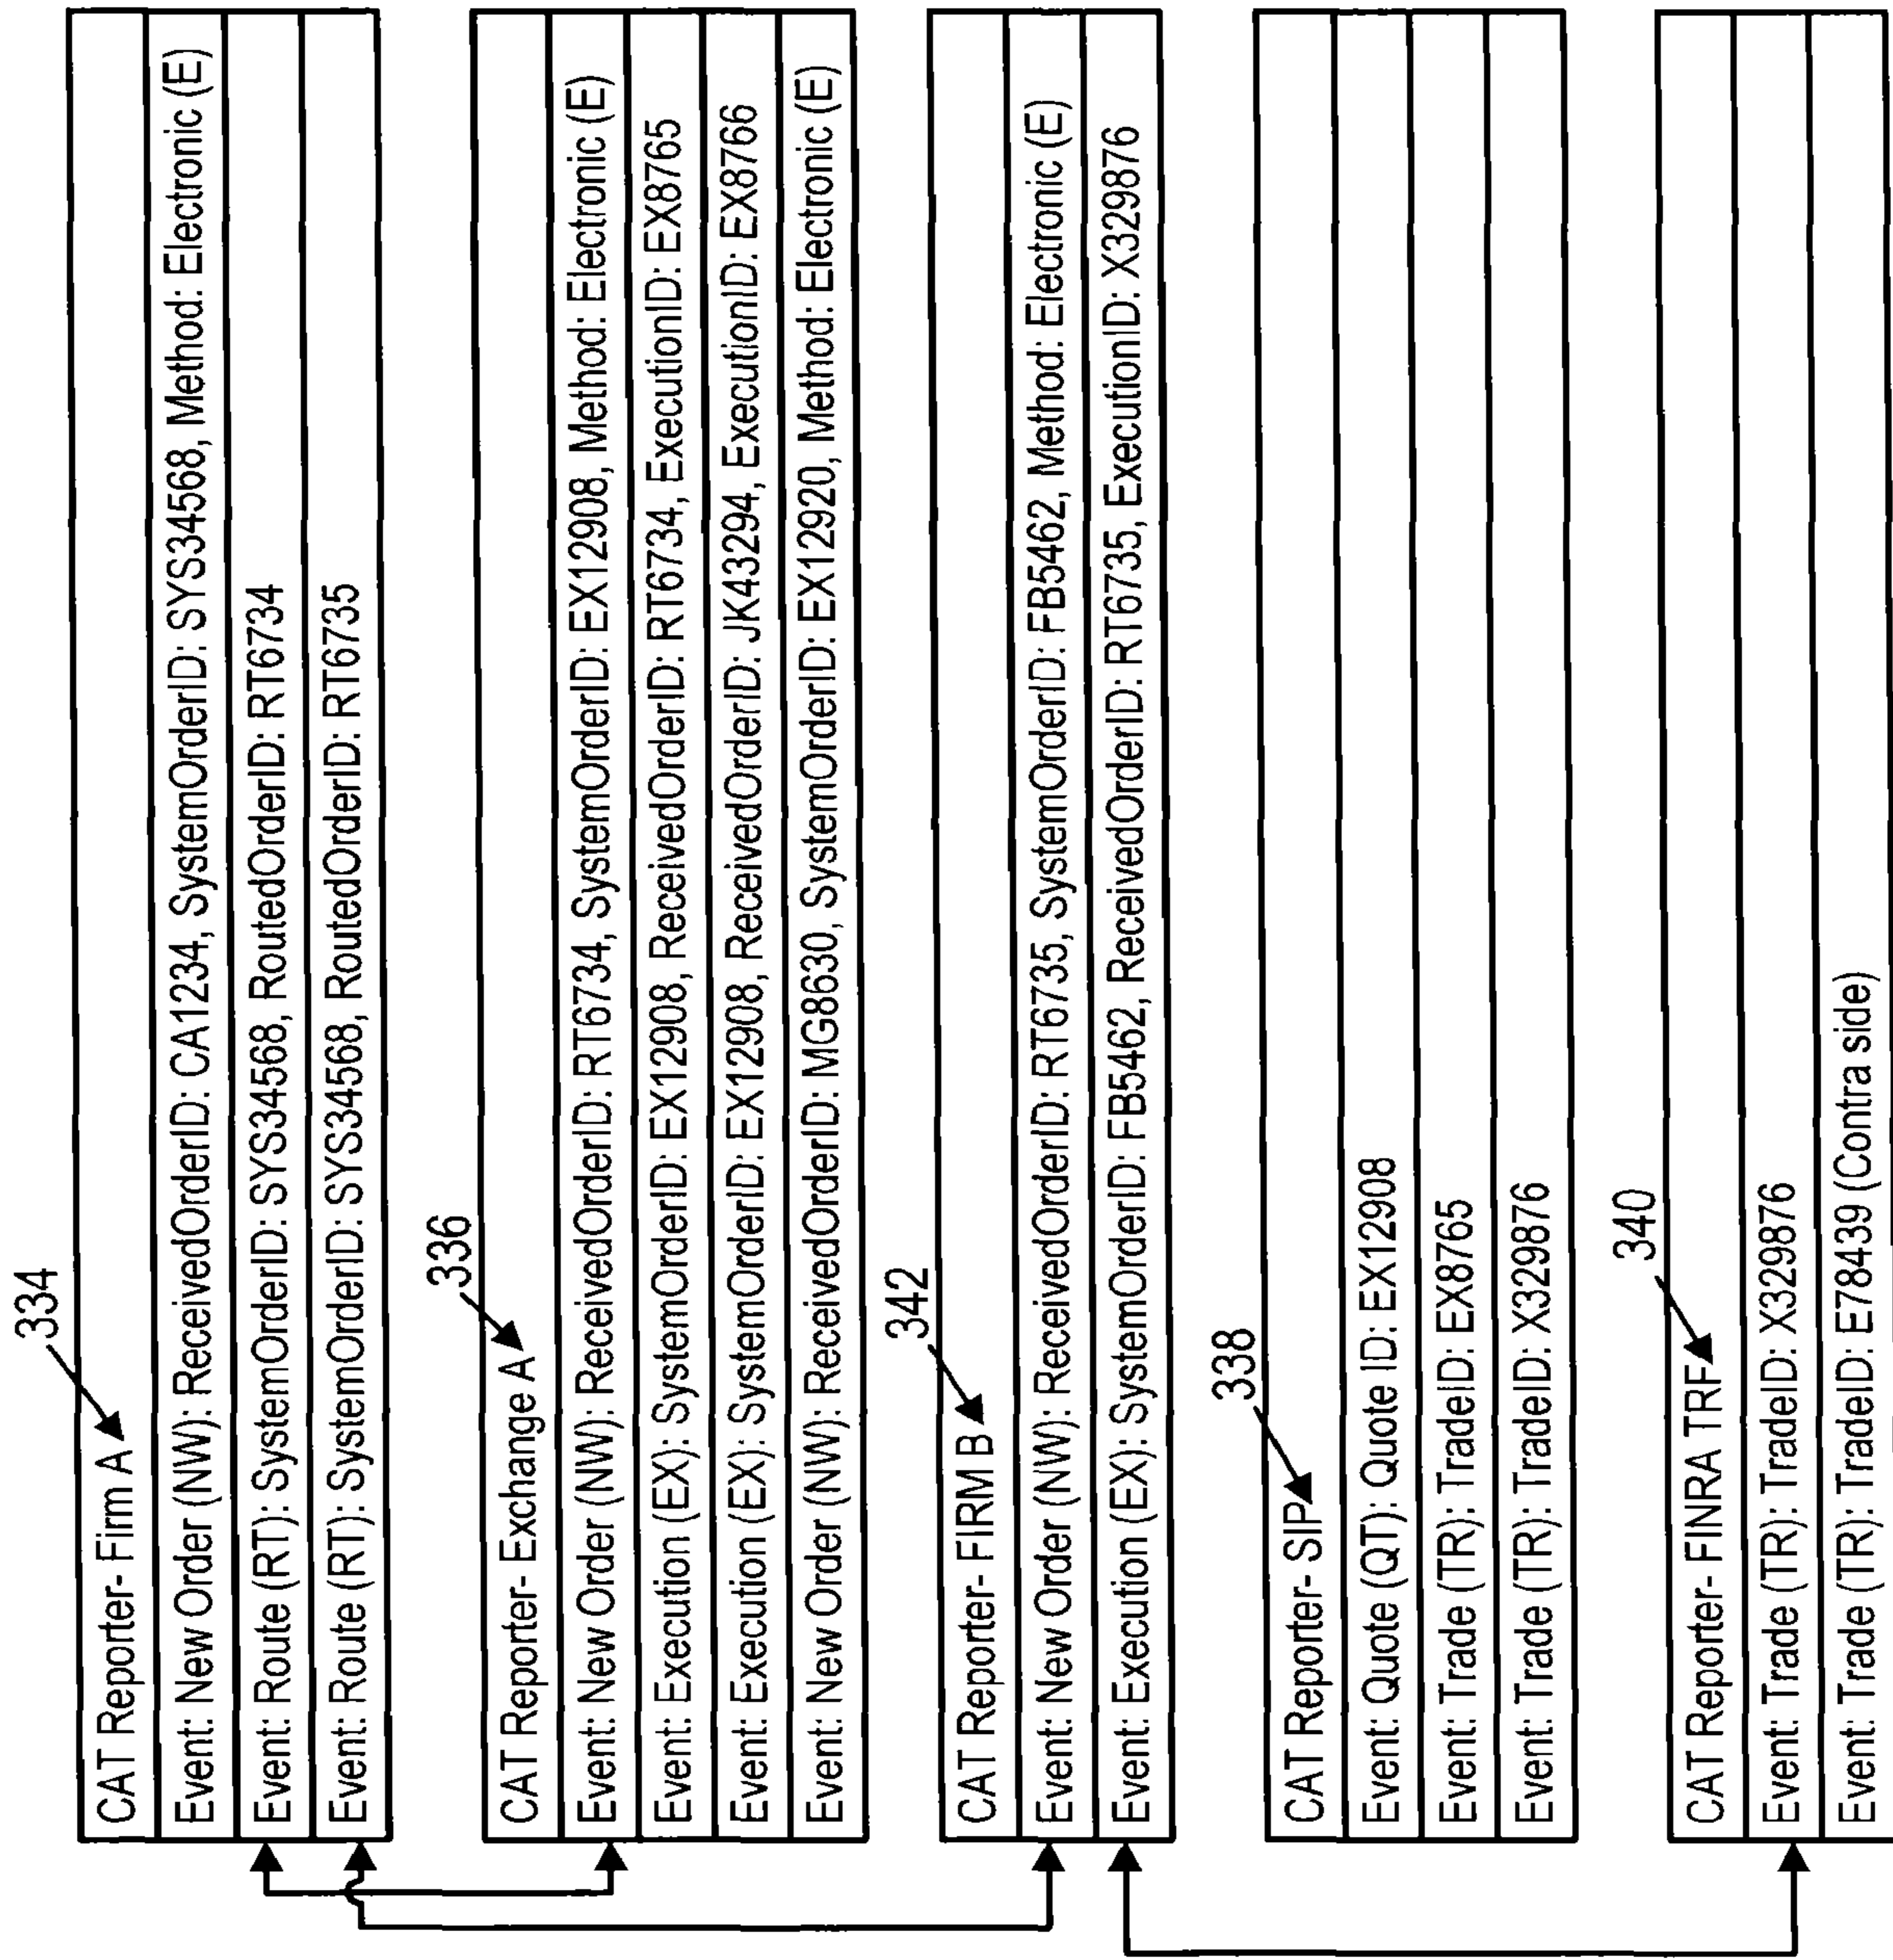 334
CAT Reporter- Firm A
Event: New Order (NW): ReceivedOrderID: CA1234, SystemOrderID: SYS34568, Method: Electronic (E)
Event: Route (RT): SystemOrderID: SYS34568, RoutedOrderID: RT6734
Event: Route (RT): SystemOrderID: SYS34568, RoutedOrderID: RT6735
336
CAT Reporter- Exchange A
Event: New Order (NW): ReceivedOrderID: RT6734, SystemOrderID: EX12908, Method: Electronic (E)
Event: Execution (EX): SystemOrderID: EX12908, ReceivedOrderID: RT6734, ExecutionID: EX8765
Event: Execution (EX): SystemOrderID: EX12908, ReceivedOrderID: JK43294, ExecutionID: EX8766
Event: New Order (NW): ReceivedOrderID: MG8630, SystemOrderID: EX12920, Method: Electronic (E)
342
CAT Reporter- FIRM B
Event: New Order (NW): ReceivedOrderID: RT6735, SystemOrderID: FB5462, Method: Electronic (E)
Event: Execution (EX): SystemOrderID: FB5462, ReceivedOrderID: RT6735, ExecutionID: X329876
338
CAT Reporter- SIP
Event: Quote (QT): Quote ID: EX12908
Event: Trade (TR): TradeID: EX8765
Event: Trade (TR): TradeID: X329876
340
CAT Reporter- FINRA TRF
Event: Trade (TR): TradeID: X329876
Event: Trade (TR): TradeID: E78439 (Contra side)